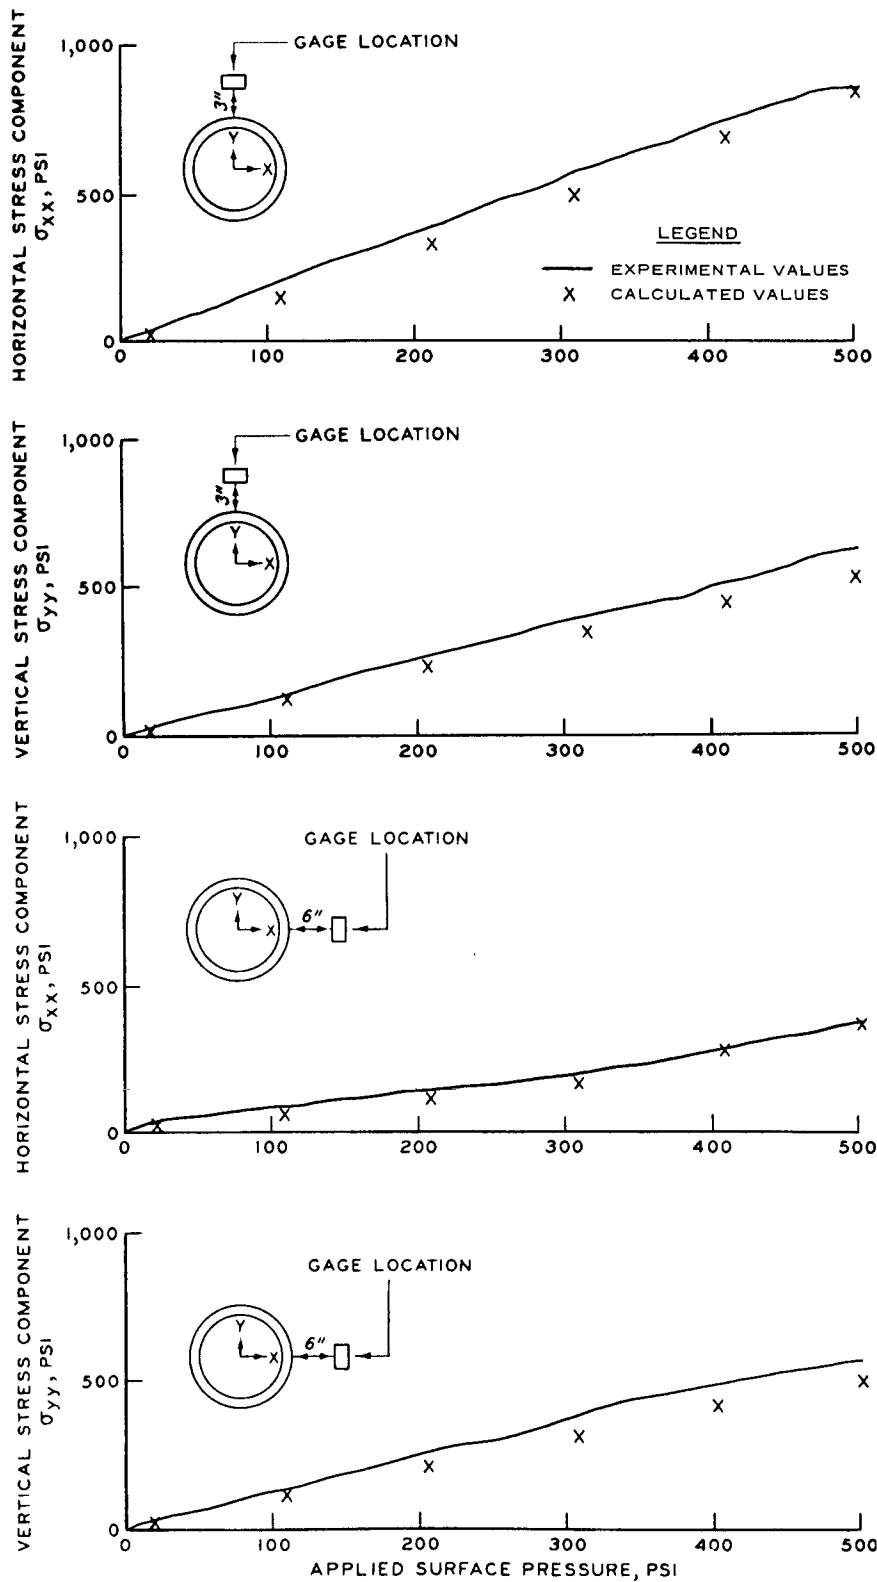 HORIZONTAL STRESS COMPONENT
σxx, PSI
1,000
500
0
GAGE LOCATION
3"
Y
X
LEGEND
EXPERIMENTAL VALUES
X CALCULATED VALUES
0 100 200 300 400 500
VERTICAL STRESS COMPONENT
σyy, PSI
1,000
500
0
GAGE LOCATION
3"
Y
X
0 100 200 300 400 500
HORIZONTAL STRESS COMPONENT
σxx, PSI
1,000
500
0
GAGE LOCATION
Y
X
6"
0 100 200 300 400 500
VERTICAL STRESS COMPONENT
σyy, PSI
1,000
500
0
GAGE LOCATION
Y
X
6"
0 100 200 300 400 500
APPLIED SURFACE PRESSURE, PSI